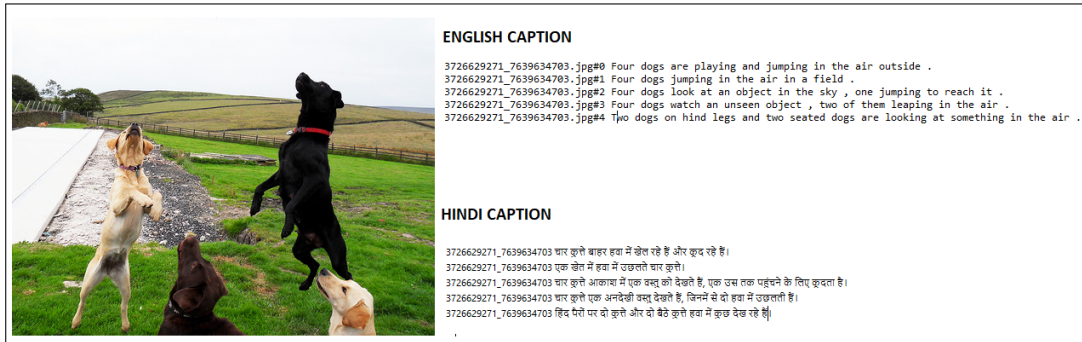 ENGLISH CAPTION
3726629271_7639634703.jpg#0 Four dogs are playing and jumping in the air outside .
3726629271_7639634703.jpg#1 Four dogs jumping in the air in a field .
3726629271_7639634703.jpg#2 Four dogs look at an object in the sky , one jumping to reach it .
3726629271_7639634703.jpg#3 Four dogs watch an unseen object , two of them leaping in the air .
3726629271_7639634703.jpg#4 Two dogs on hind legs and two seated dogs are looking at something in the air .
HINDI CAPTION
3726629271_7639634703 चार कुत्ते बाहर हवा में खेल रहे हैं और कूद रहे हैं।
3726629271_7639634703 एक खेत में हवा में उछलते चार कुत्ते।
3726629271_7639634703 चार कुत्ते आकाश में एक वस्तु को देखते हैं, एक उस तक पहुंचने के लिए कूदता है।
3726629271_7639634703 चार कुत्ते एक अनदेखी वस्तु देखते हैं, जिनमें से दो हवा में उछलती हैं।
3726629271_7639634703 हिंद पैरों पर दो कुत्ते और दो बैठे कुत्ते हवा में कुछ देख रहे हैं।